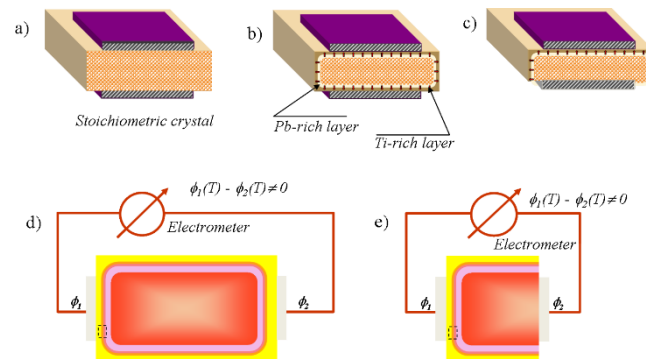 a)
b)
c)
Stoichiometric crystal
Pb-rich layer
Ti-rich layer
d)
ϕ1(T) - ϕ2(T)≠0
Electrometer
ϕ1
ϕ2
e)
ϕ1(T) - ϕ2(T)≠0
Electrometer
ϕ1
ϕ2